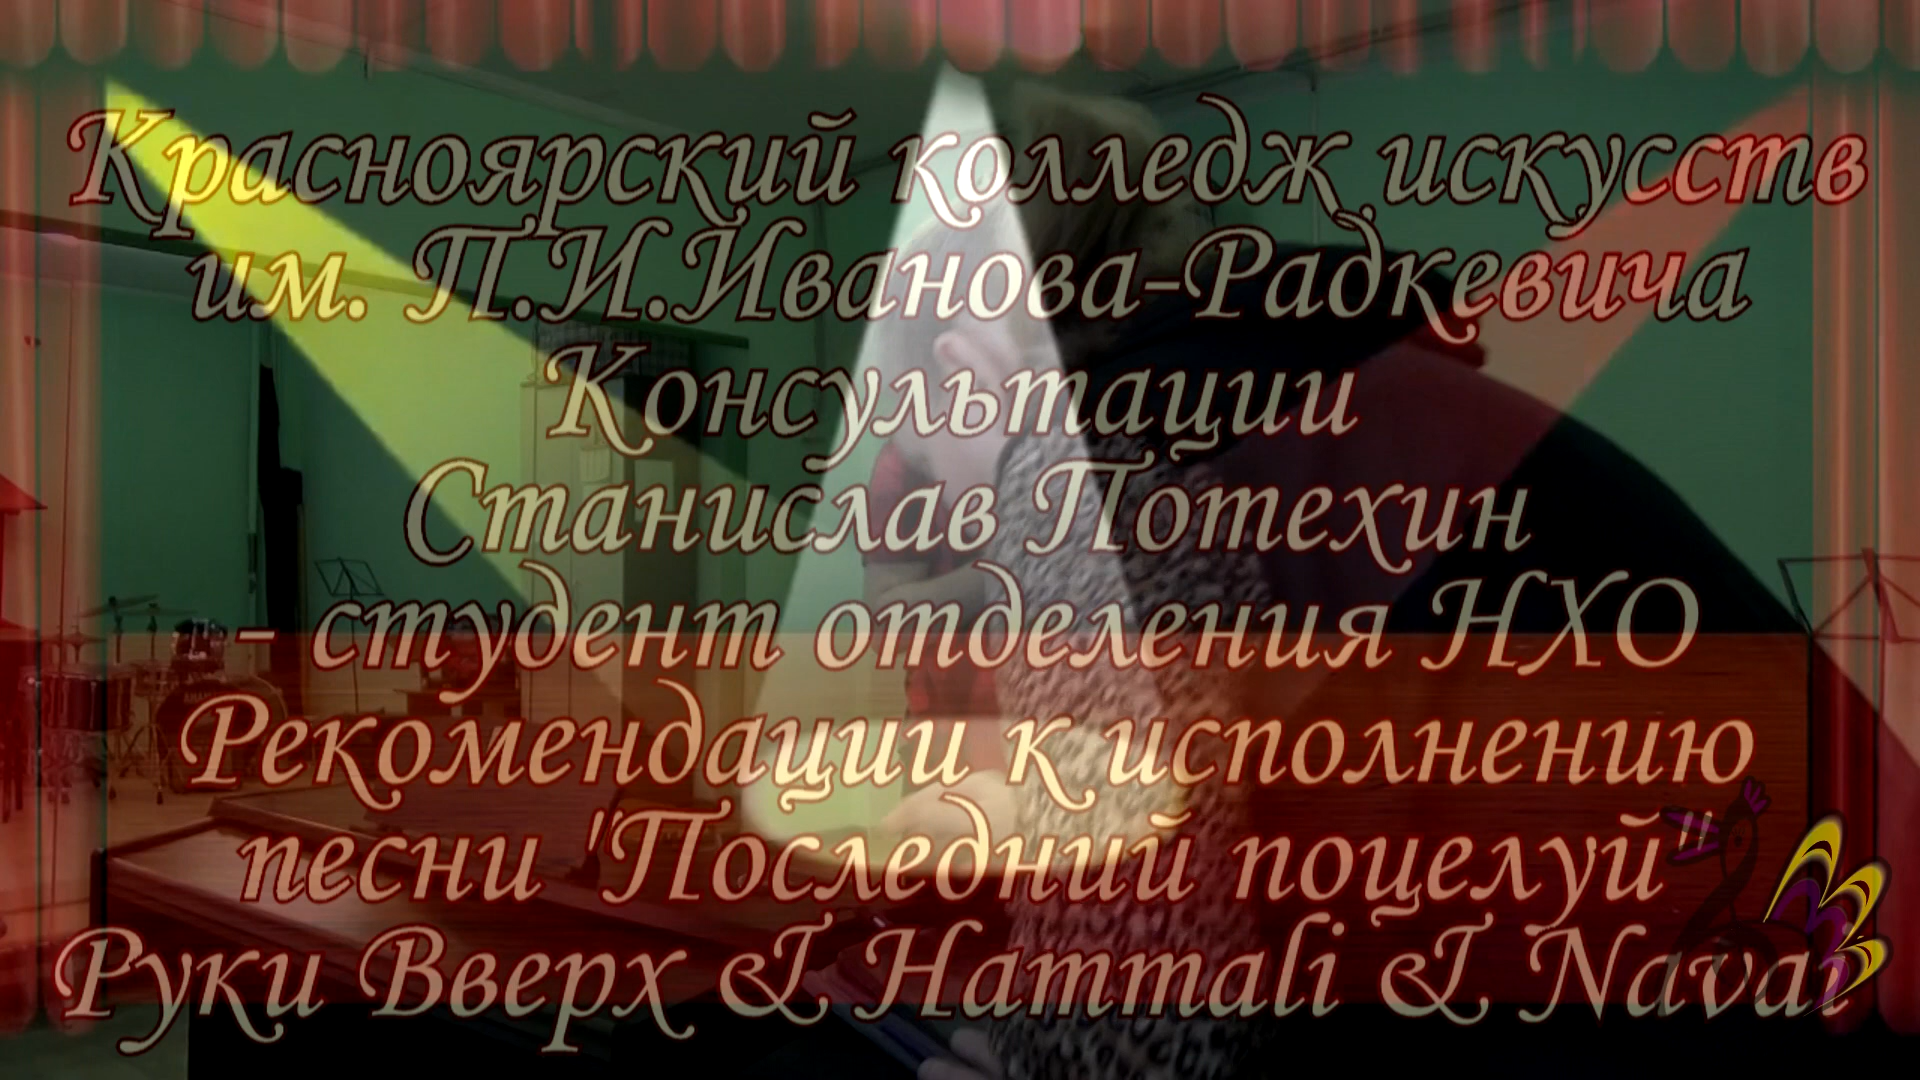 Красноярский колледж искусств
им. П.И.Иванова-Радкевича
Консультации
Станислав Потехин
- студент отделения НХО
Рекомендации к исполнению
песни "Последний поцелуй"
Руки Вверх & Hammali & Navai